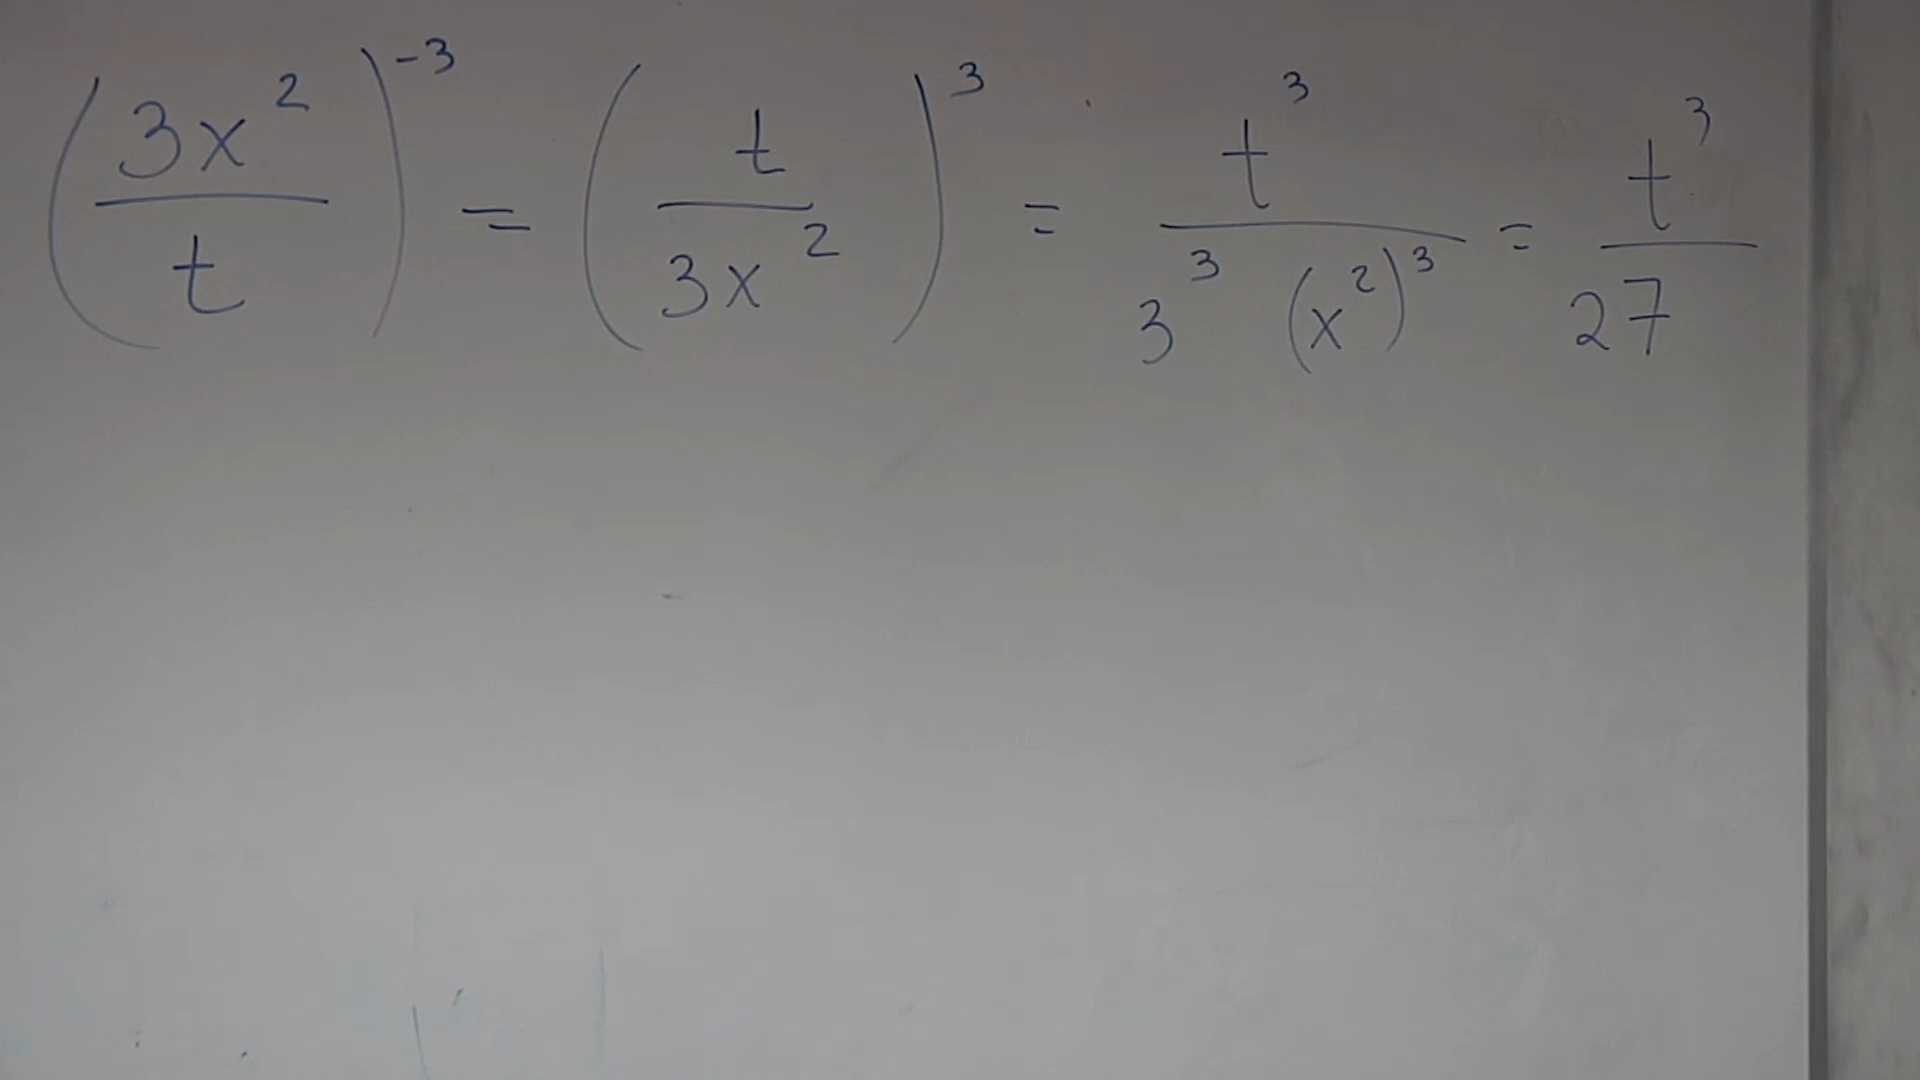 (3x²/t)⁻³ = (t/3x²)³ = t³/3³(x²)³ = t³/27